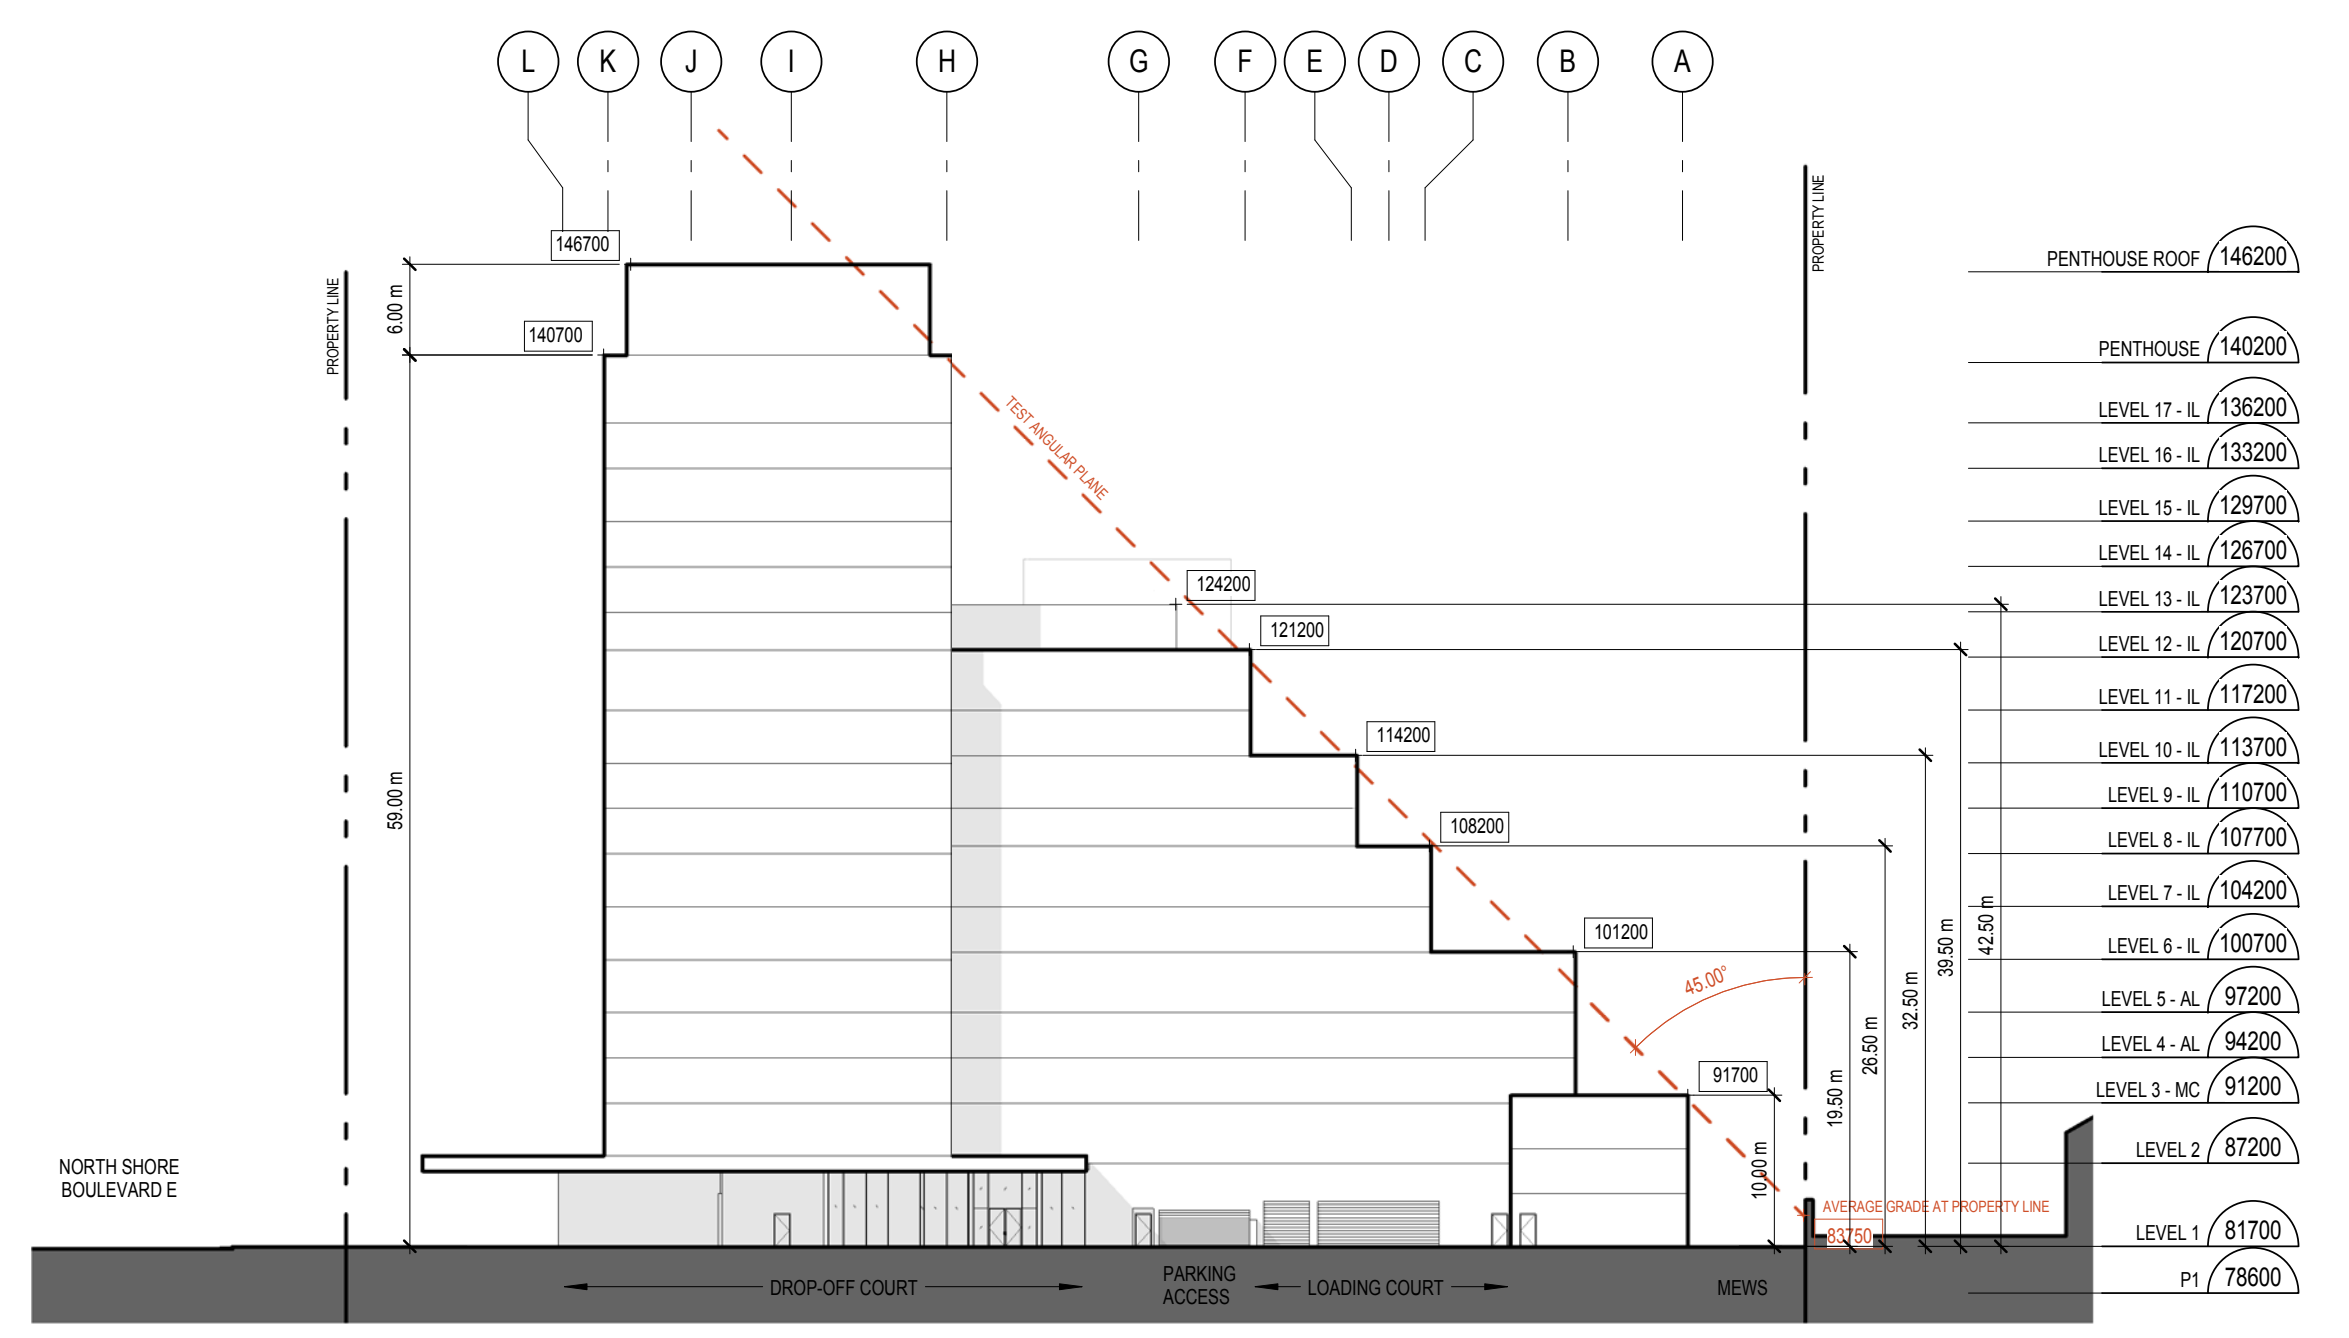 L
K
J
I
H
G
F
E
D
C
B
A
PROPERTY LINE
PROPERTY LINE
146700
140700
6.00 m
59.00 m
TEST ANGULAR PLANE
124200
121200
114200
108200
101200
91700
45.00°
10.00 m
19.50 m
26.50 m
32.50 m
39.50 m
42.50 m
PENTHOUSE ROOF 146200
PENTHOUSE 140200
LEVEL 17 - IL 136200
LEVEL 16 - IL 133200
LEVEL 15 - IL 129700
LEVEL 14 - IL 126700
LEVEL 13 - IL 123700
LEVEL 12 - IL 120700
LEVEL 11 - IL 117200
LEVEL 10 - IL 113700
LEVEL 9 - IL 110700
LEVEL 8 - IL 107700
LEVEL 7 - IL 104200
LEVEL 6 - IL 100700
LEVEL 5 - AL 97200
LEVEL 4 - AL 94200
LEVEL 3 - MC 91200
LEVEL 2 87200
LEVEL 1 81700
P1 78600
AVERAGE GRADE AT PROPERTY LINE
83750
NORTH SHORE
BOULEVARD E
DROP-OFF COURT
PARKING
ACCESS
LOADING COURT
MEWS